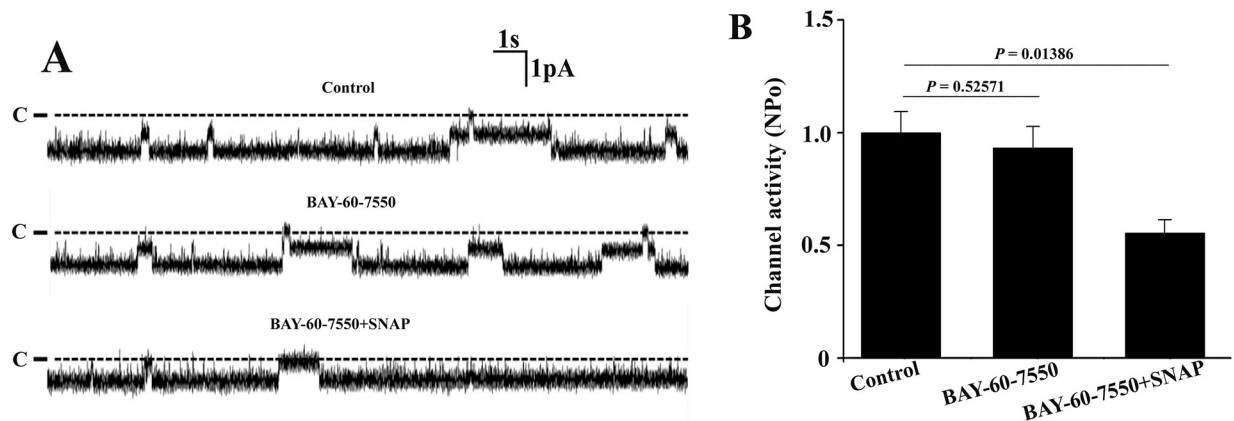 A
1s
1pA
Control
C
BAY-60-7550
C
BAY-60-7550+SNAP
C
B
Channel activity (NPo)
1.5
1.0
0.5
0
P = 0.01386
P = 0.52571
Control
BAY-60-7550
BAY-60-7550+SNAP